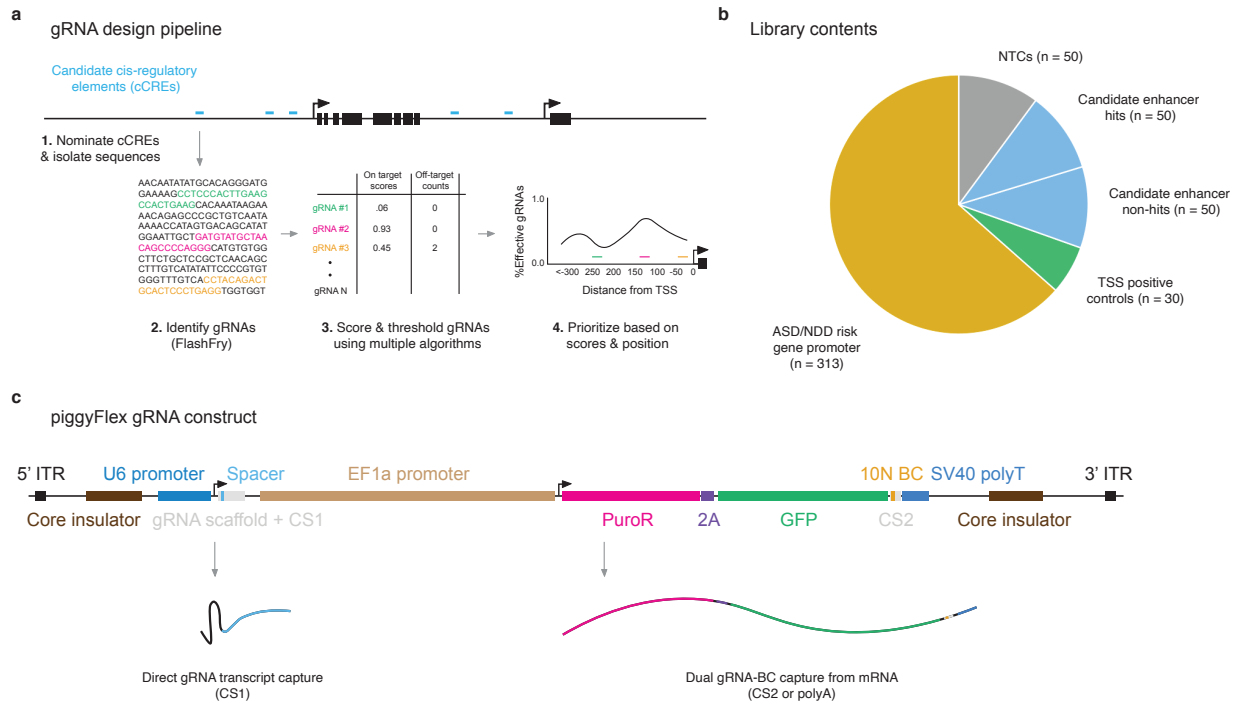 a
gRNA design pipeline
Candidate cis-regulatory
elements (cCREs)
1. Nominate cCREs
& isolate sequences
AACAATATATGCACAGGGATG
GAAAAGCCTCCCACTTGAAG
CCACTGAAGCACAAATAAGAA
AACAGAGCCCGCTGTCAATA
AAAACCATAGTGACAGCATAT
GGAATTGCTGATGTATGCTAA
CAGCCCCAGGGCATGTGTGG
CTTCTGCTCCGCTCAACAGC
CTTTGTCATATATTCCCCGTGT
GGGTTTGTCACCTACAGACT
GCACTCCCTGAGGTGGTGGT
2. Identify gRNAs
(FlashFry)
On target
scores
Off-target
counts
gRNA #1 .06 0
gRNA #2 0.93 0
gRNA #3 0.45 2
•
•
gRNA N
3. Score & threshold gRNAs
using multiple algorithms
%Effective gRNAs
1.0
0.0
<-300 250 150 -50 0
Distance from TSS
4. Prioritize based on
scores & position
b
Library contents
NTCs (n = 50)
Candidate enhancer
hits (n = 50)
Candidate enhancer
non-hits (n = 50)
TSS positive
controls (n = 30)
ASD/NDD risk
gene promoter
(n = 313)
c
piggyFlex gRNA construct
5' ITR U6 promoter Spacer EF1a promoter 10N BC SV40 polyT 3' ITR
Core insulator gRNA scaffold + CS1 PuroR 2A GFP CS2 Core insulator
Direct gRNA transcript capture
(CS1)
Dual gRNA-BC capture from mRNA
(CS2 or polyA)